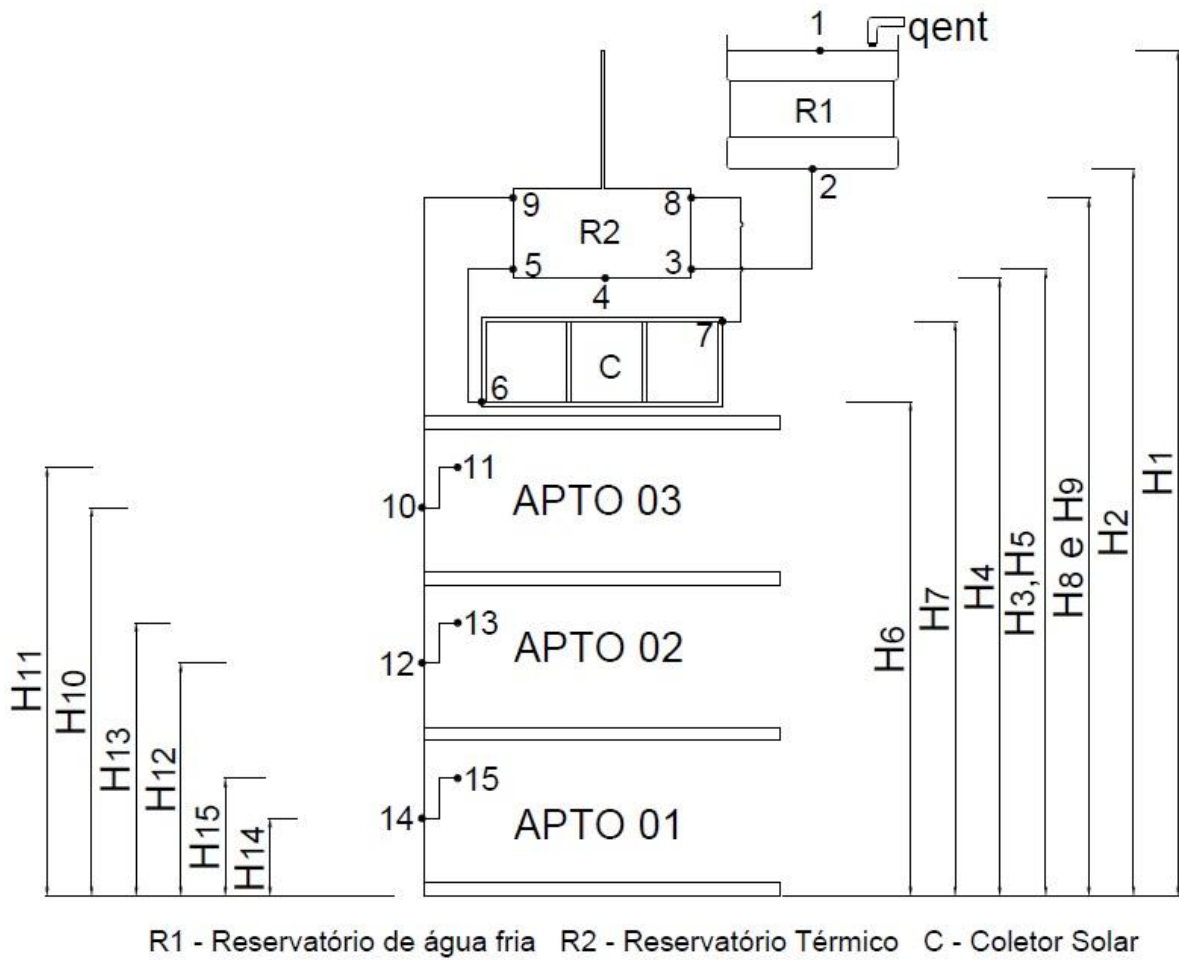 1
qent
R1
2
9
8
R2
5
3
4
7
C
6
11
10
APTO 03
13
12
APTO 02
15
14
APTO 01
H11
H10
H13
H12
H15
H14
H6
H7
H4
H3,H5
H8 e H9
H2
H1
R1 - Reservatório de água fria R2 - Reservatório Térmico C - Coletor Solar